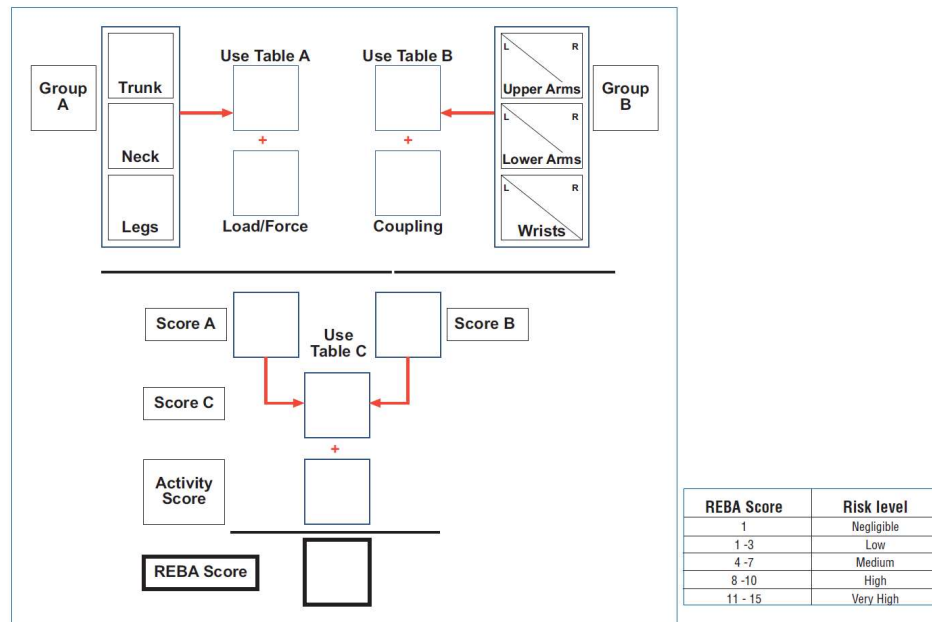 Use Table A
Use Table B
Group
A
Trunk
Neck
Legs
+
Load/Force
+
Coupling
L R
Upper Arms
L R
Lower Arms
L R
Wrists
Group
B
Score A
Use
Table C
Score B
Score C
+
Activity
Score
REBA Score
REBA Score Risk level
1 Negligible
1 -3 Low
4 -7 Medium
8 -10 High
11 - 15 Very High